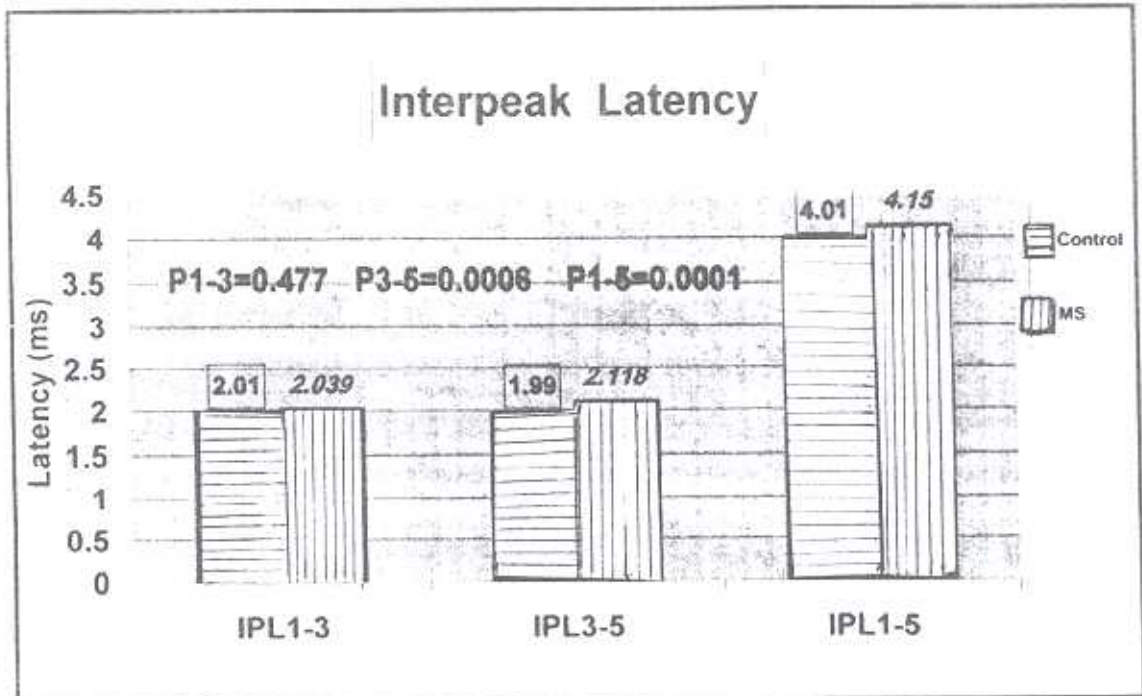 Interpeak Latency
4.5
4
3.5
3
2.5
2
1.5
1
0.5
0
Latency (ms)
P1-3=0.477 P3-5=0.0006 P1-5=0.0001
2.01 2.039
1.99 2.118
4.01 4.15
IPL1-3 IPL3-5 IPL1-5
Control
MS